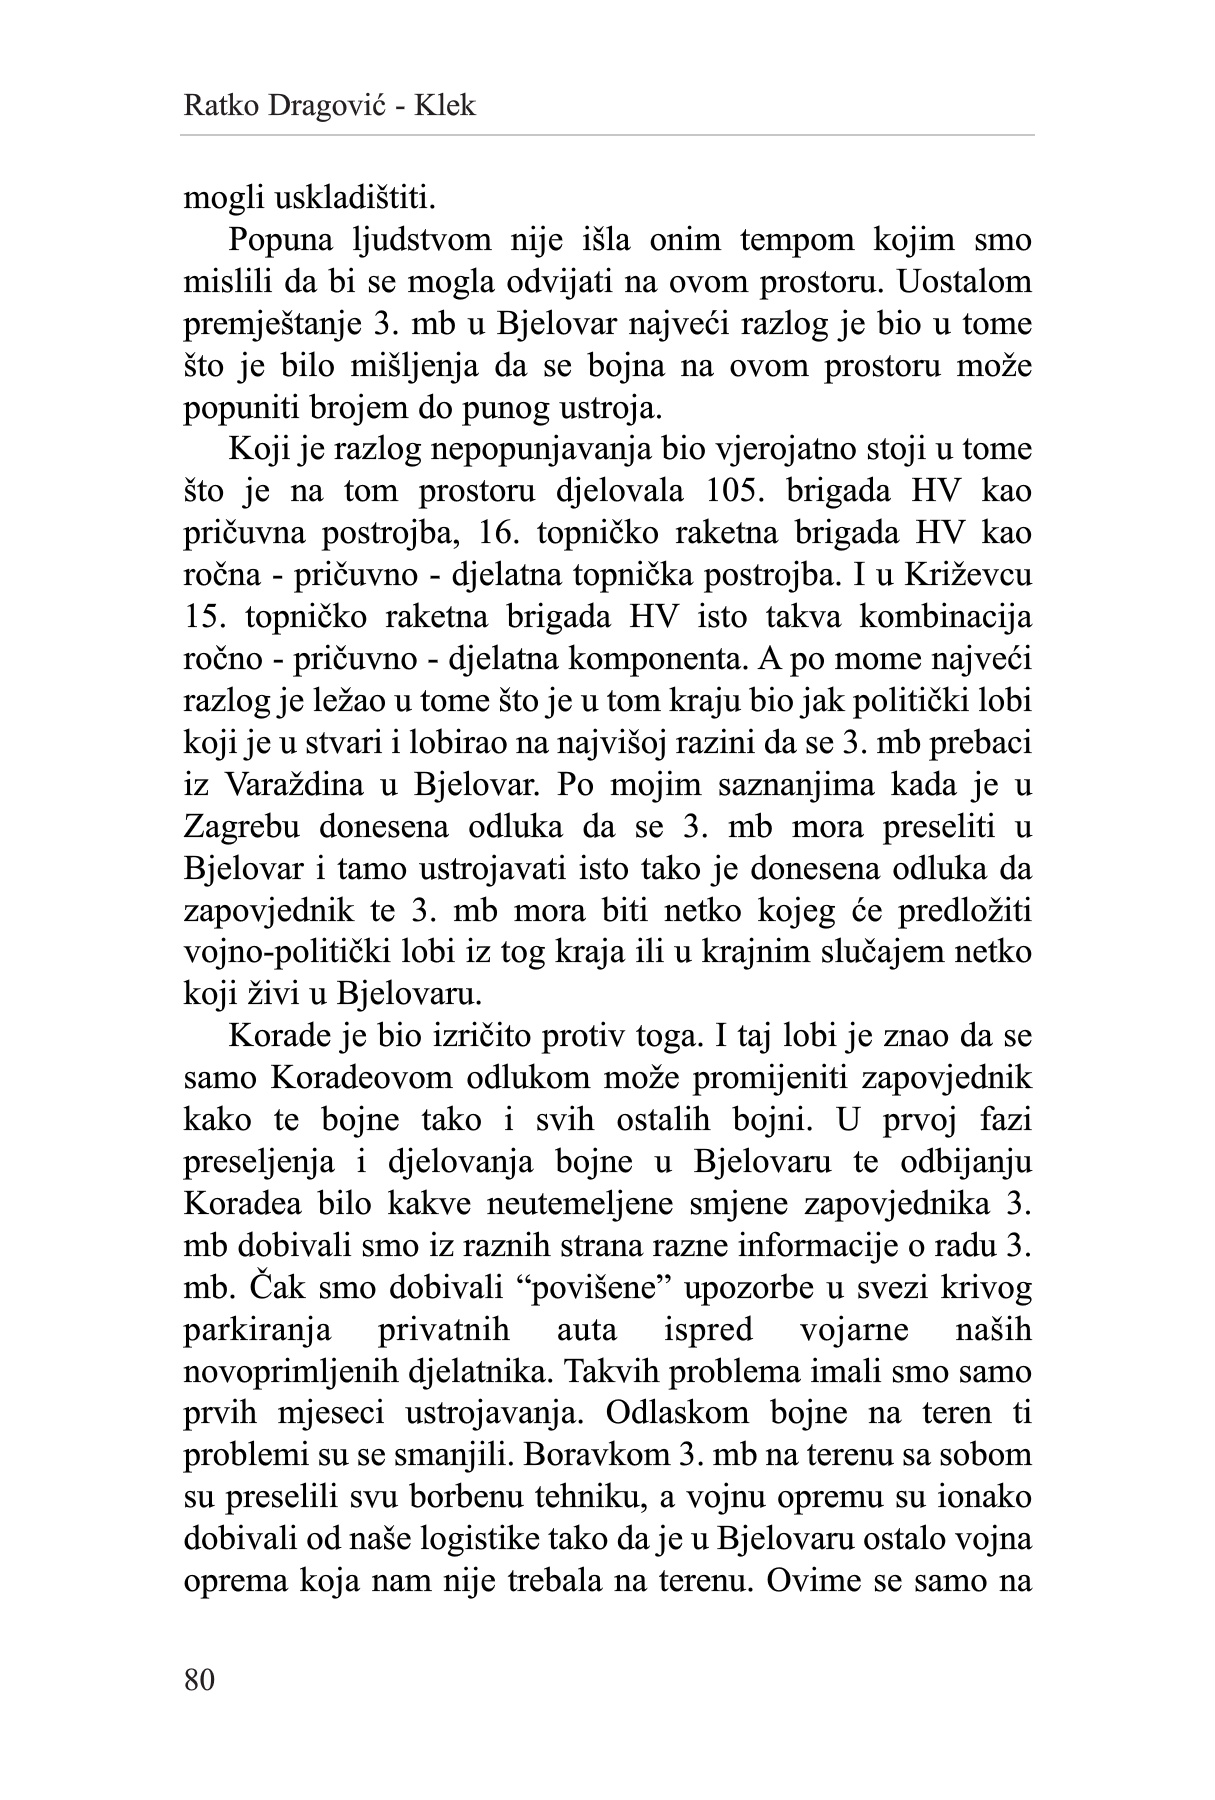 Ratko Dragović - Klek
mogli uskladištiti.
Popuna ljudstvom nije išla onim tempom kojim smo
mislili da bi se mogla odvijati na ovom prostoru. Uostalom
premještanje 3. mb u Bjelovar najveći razlog je bio u tome
što je bilo mišljenja da se bojna na ovom prostoru može
popuniti brojem do punog ustroja.
Koji je razlog nepopunjavanja bio vjerojatno stoji u tome
što je na tom prostoru djelovala 105. brigada HV kao
pričuvna postrojba, 16. topničko raketna brigada HV kao
ročna - pričuvno - djelatna topnička postrojba. I u Križevcu
15. topničko raketna brigada HV isto takva kombinacija
ročno - pričuvno - djelatna komponenta. A po mome najveći
razlog je ležao u tome što je u tom kraju bio jak politički lobi
koji je u stvari i lobirao na najvišoj razini da se 3. mb prebaci
iz Varaždina u Bjelovar. Po mojim saznanjima kada je u
Zagrebu donesena odluka da se 3. mb mora preseliti u
Bjelovar i tamo ustrojavati isto tako je donesena odluka da
zapovjednik te 3. mb mora biti netko kojeg će predložiti
vojno-politički lobi iz tog kraja ili u krajnim slučajem netko
koji živi u Bjelovaru.
Korade je bio izričito protiv toga. I taj lobi je znao da se
samo Koradeovom odlukom može promijeniti zapovjednik
kako te bojne tako i svih ostalih bojni. U prvoj fazi
preseljenja i djelovanja bojne u Bjelovaru te odbijanju
Koradea bilo kakve neutemeljene smjene zapovjednika 3.
mb dobivali smo iz raznih strana razne informacije o radu 3.
mb. Čak smo dobivali “povišene” upozorbe u svezi krivog
parkiranja privatnih auta ispred vojarne naših
novoprimljenih djelatnika. Takvih problema imali smo samo
prvih mjeseci ustrojavanja. Odlaskom bojne na teren ti
problemi su se smanjili. Boravkom 3. mb na terenu sa sobom
su preselili svu borbenu tehniku, a vojnu opremu su ionako
dobivali od naše logistike tako da je u Bjelovaru ostalo vojna
oprema koja nam nije trebala na terenu. Ovime se samo na
80